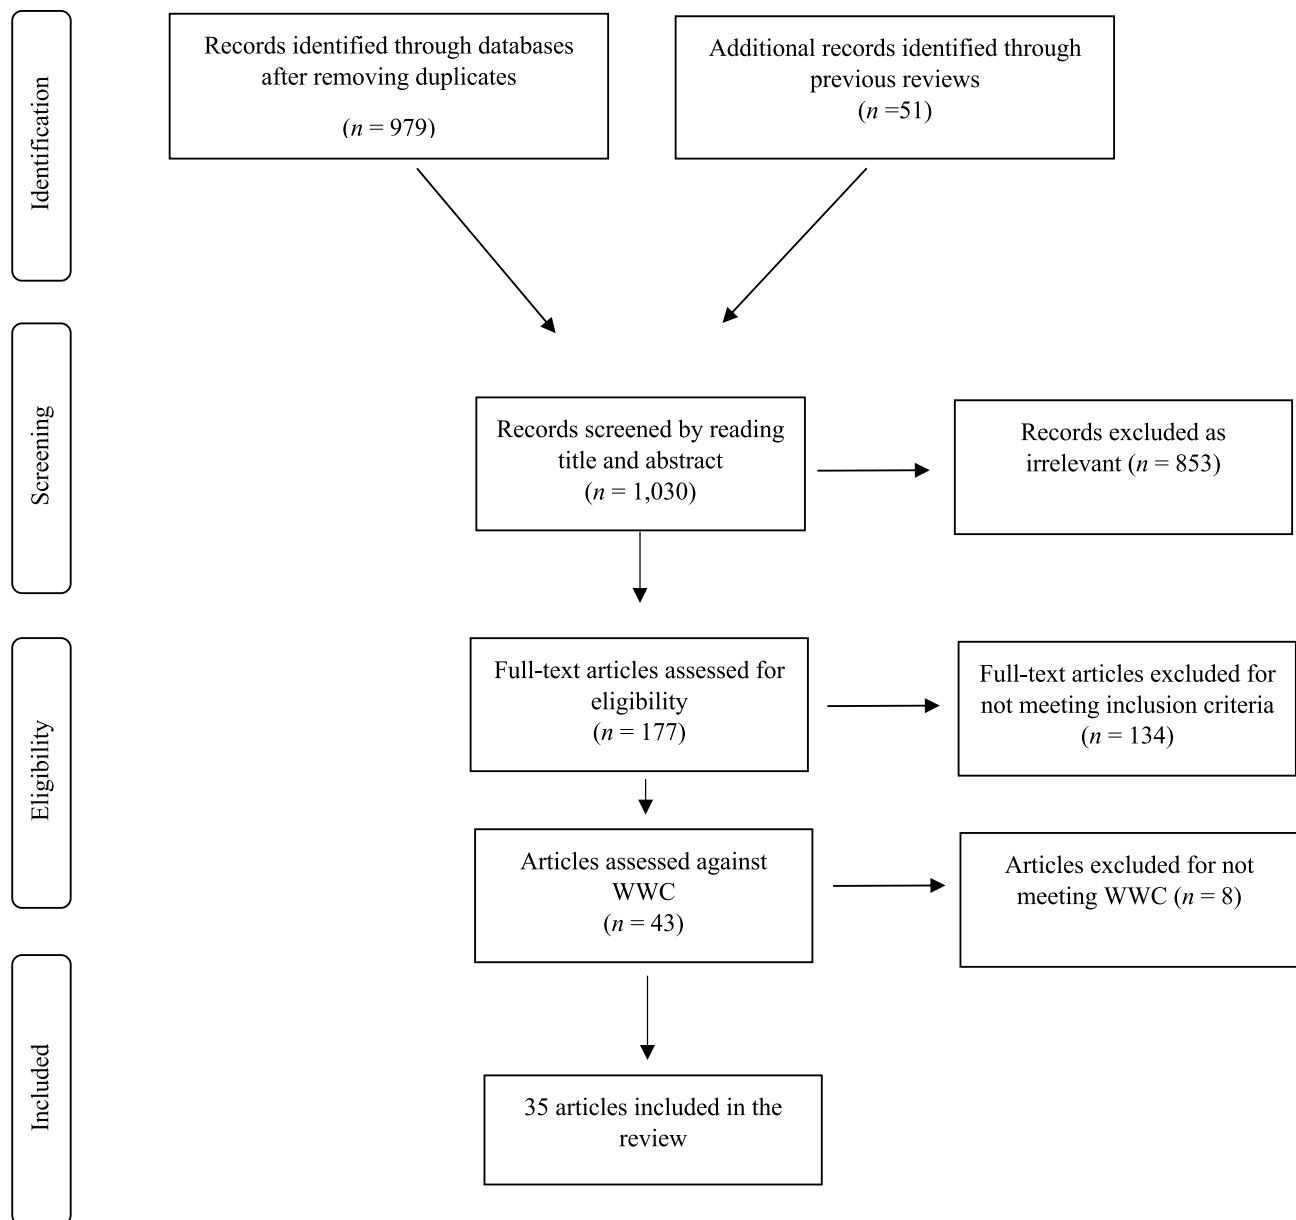 Identification
Records identified through databases
after removing duplicates
(n = 979)
Additional records identified through
previous reviews
(n =51)
Screening
Records screened by reading
title and abstract
(n = 1,030)
Records excluded as
irrelevant (n = 853)
Eligibility
Full-text articles assessed for
eligibility
(n = 177)
Full-text articles excluded for
not meeting inclusion criteria
(n = 134)
Articles assessed against
WWC
(n = 43)
Articles excluded for not
meeting WWC (n = 8)
Included
35 articles included in the
review